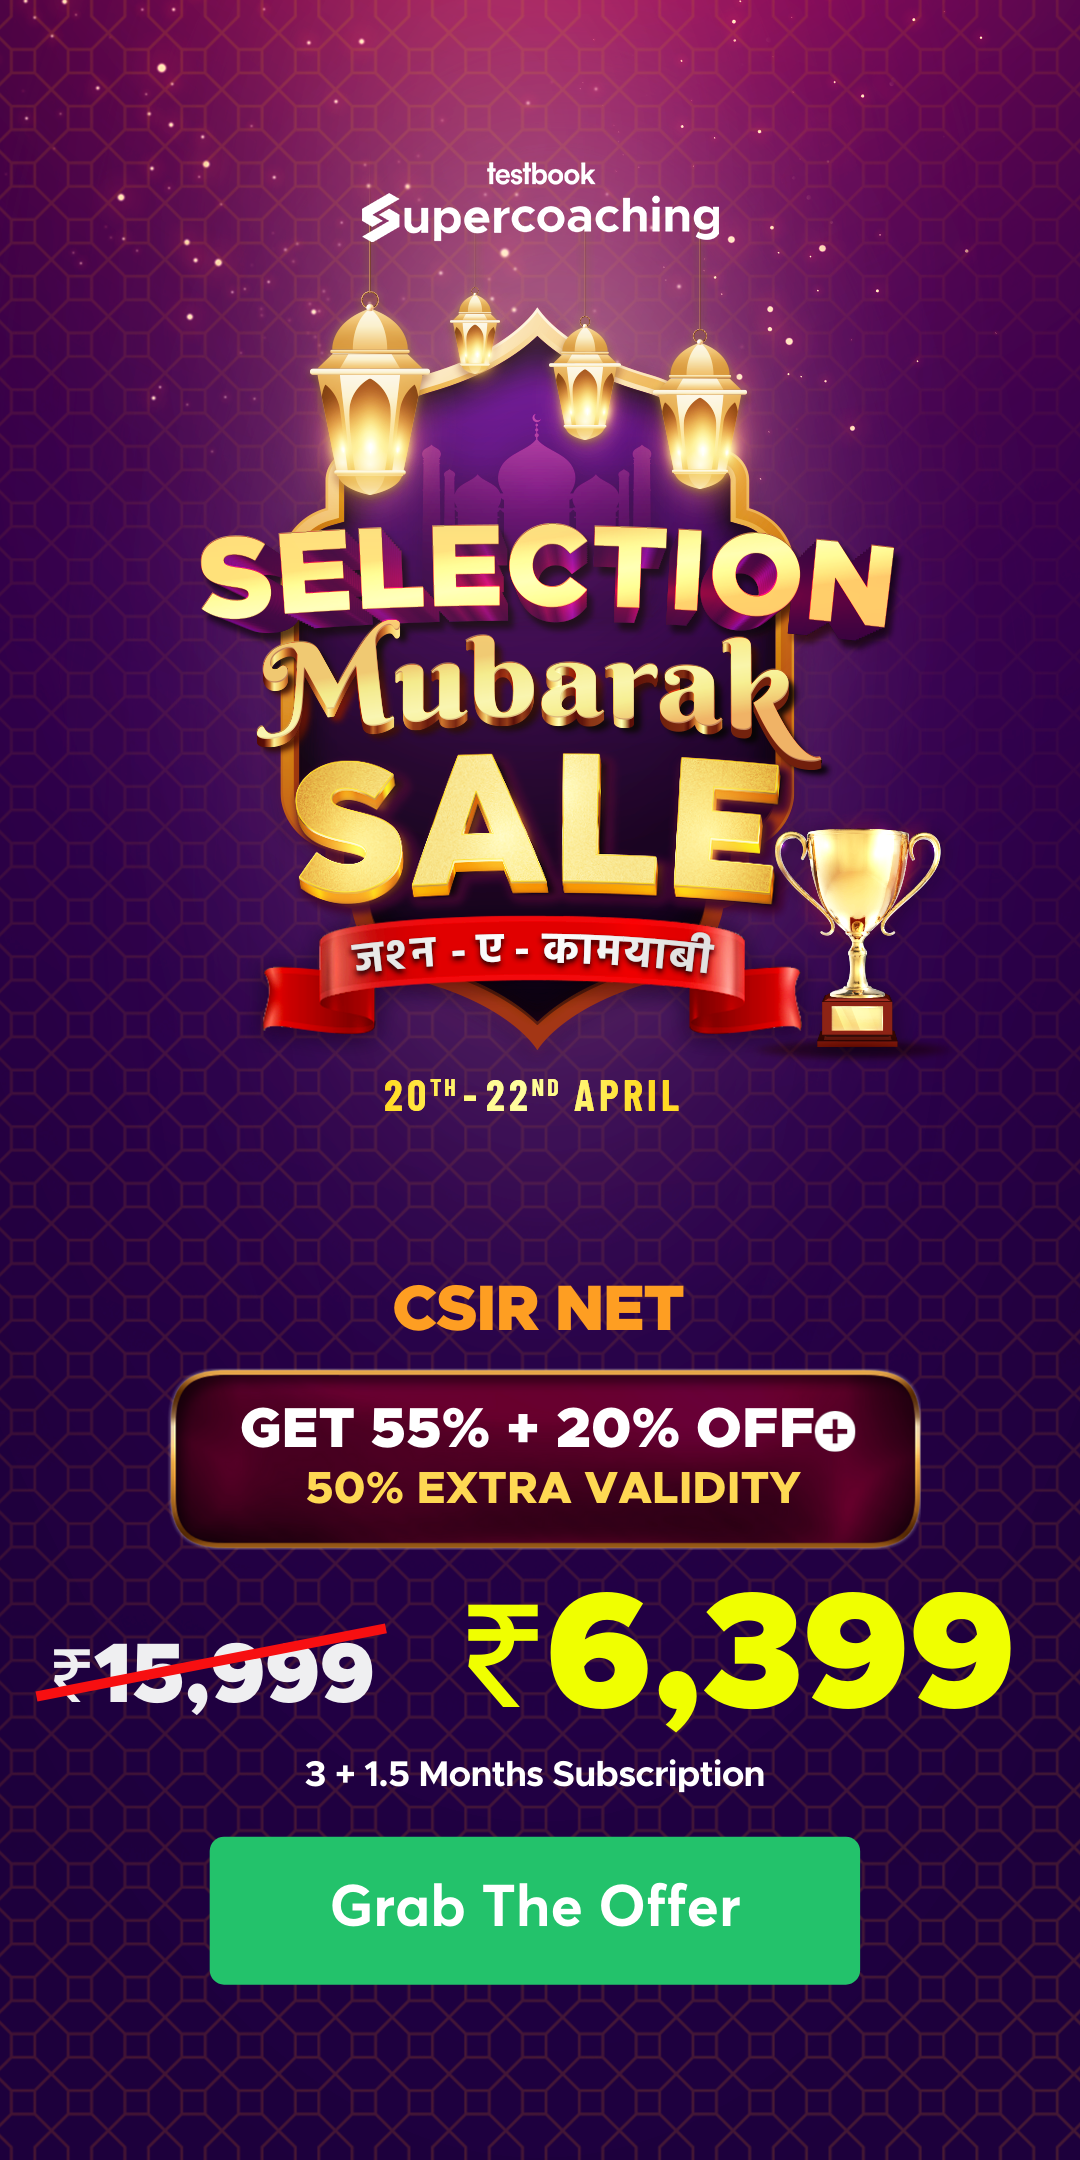 testbook
Supercoaching
SELECTION
Mubarak
SALE
जश्न - ए - कामयाबी
20TH - 22ND APRIL
CSIR NET
GET 55% + 20% OFF+
50% EXTRA VALIDITY
₹15,999
₹6,399
3 + 1.5 Months Subscription
Grab The Offer